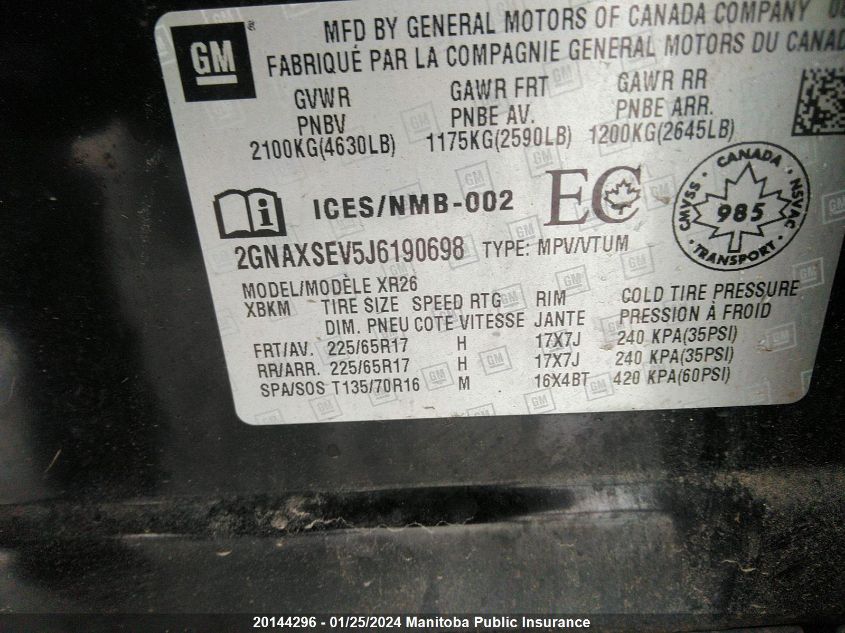 GM
MFD BY GENERAL MOTORS OF CANADA COMPANY
FABRIQUÉ PAR LA COMPAGNIE GENERAL MOTORS DU CANAD
GVWR GAWR FRT GAWR RR
PNBV PNBE AV. PNBE ARR.
2100KG(4630LB) 1175KG(2590LB) 1200KG(2645LB)
i ICES/NMB-002 EC
CANADA CMVSS 985 NSVAC
2GNAXSEV5J6190698 TYPE: MPV/VTUM
MODEL/MODÈLE XR26
XBKM TIRE SIZE SPEED RTG RIM COLD TIRE PRESSURE
DIM. PNEU COTE VITESSE JANTE PRESSION À FROID
FRT/AV. 225/65R17 H 17X7J 240 KPA(35PSI)
RR/ARR. 225/65R17 H 17X7J 240 KPA(35PSI)
SPA/SOS T135/70R16 M 16X4BT 420 KPA(60PSI)
20144296 - 01/25/2024 Manitoba Public Insurance